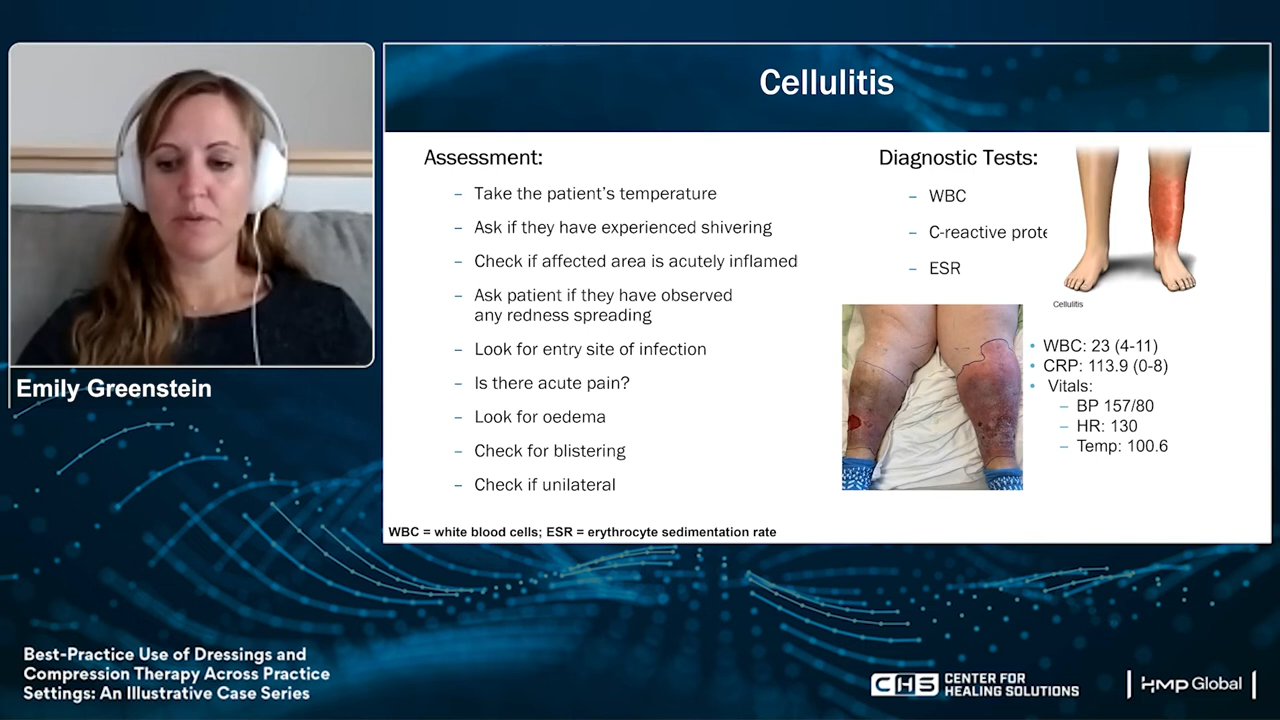 Emily Greenstein
Cellulitis
Assessment:
– Take the patient's temperature
– Ask if they have experienced shivering
– Check if affected area is acutely inflamed
– Ask patient if they have observed
any redness spreading
– Look for entry site of infection
– Is there acute pain?
– Look for oedema
– Check for blistering
– Check if unilateral
Diagnostic Tests:
– WBC
– C-reactive prote
– ESR
Cellulitis
• WBC: 23 (4-11)
• CRP: 113.9 (0-8)
• Vitals:
– BP 157/80
– HR: 130
– Temp: 100.6
WBC = white blood cells; ESR = erythrocyte sedimentation rate
Best-Practice Use of Dressings and
Compression Therapy Across Practice
Settings: An Illustrative Case Series
CHS CENTER FOR
HEALING SOLUTIONS
HMP Global